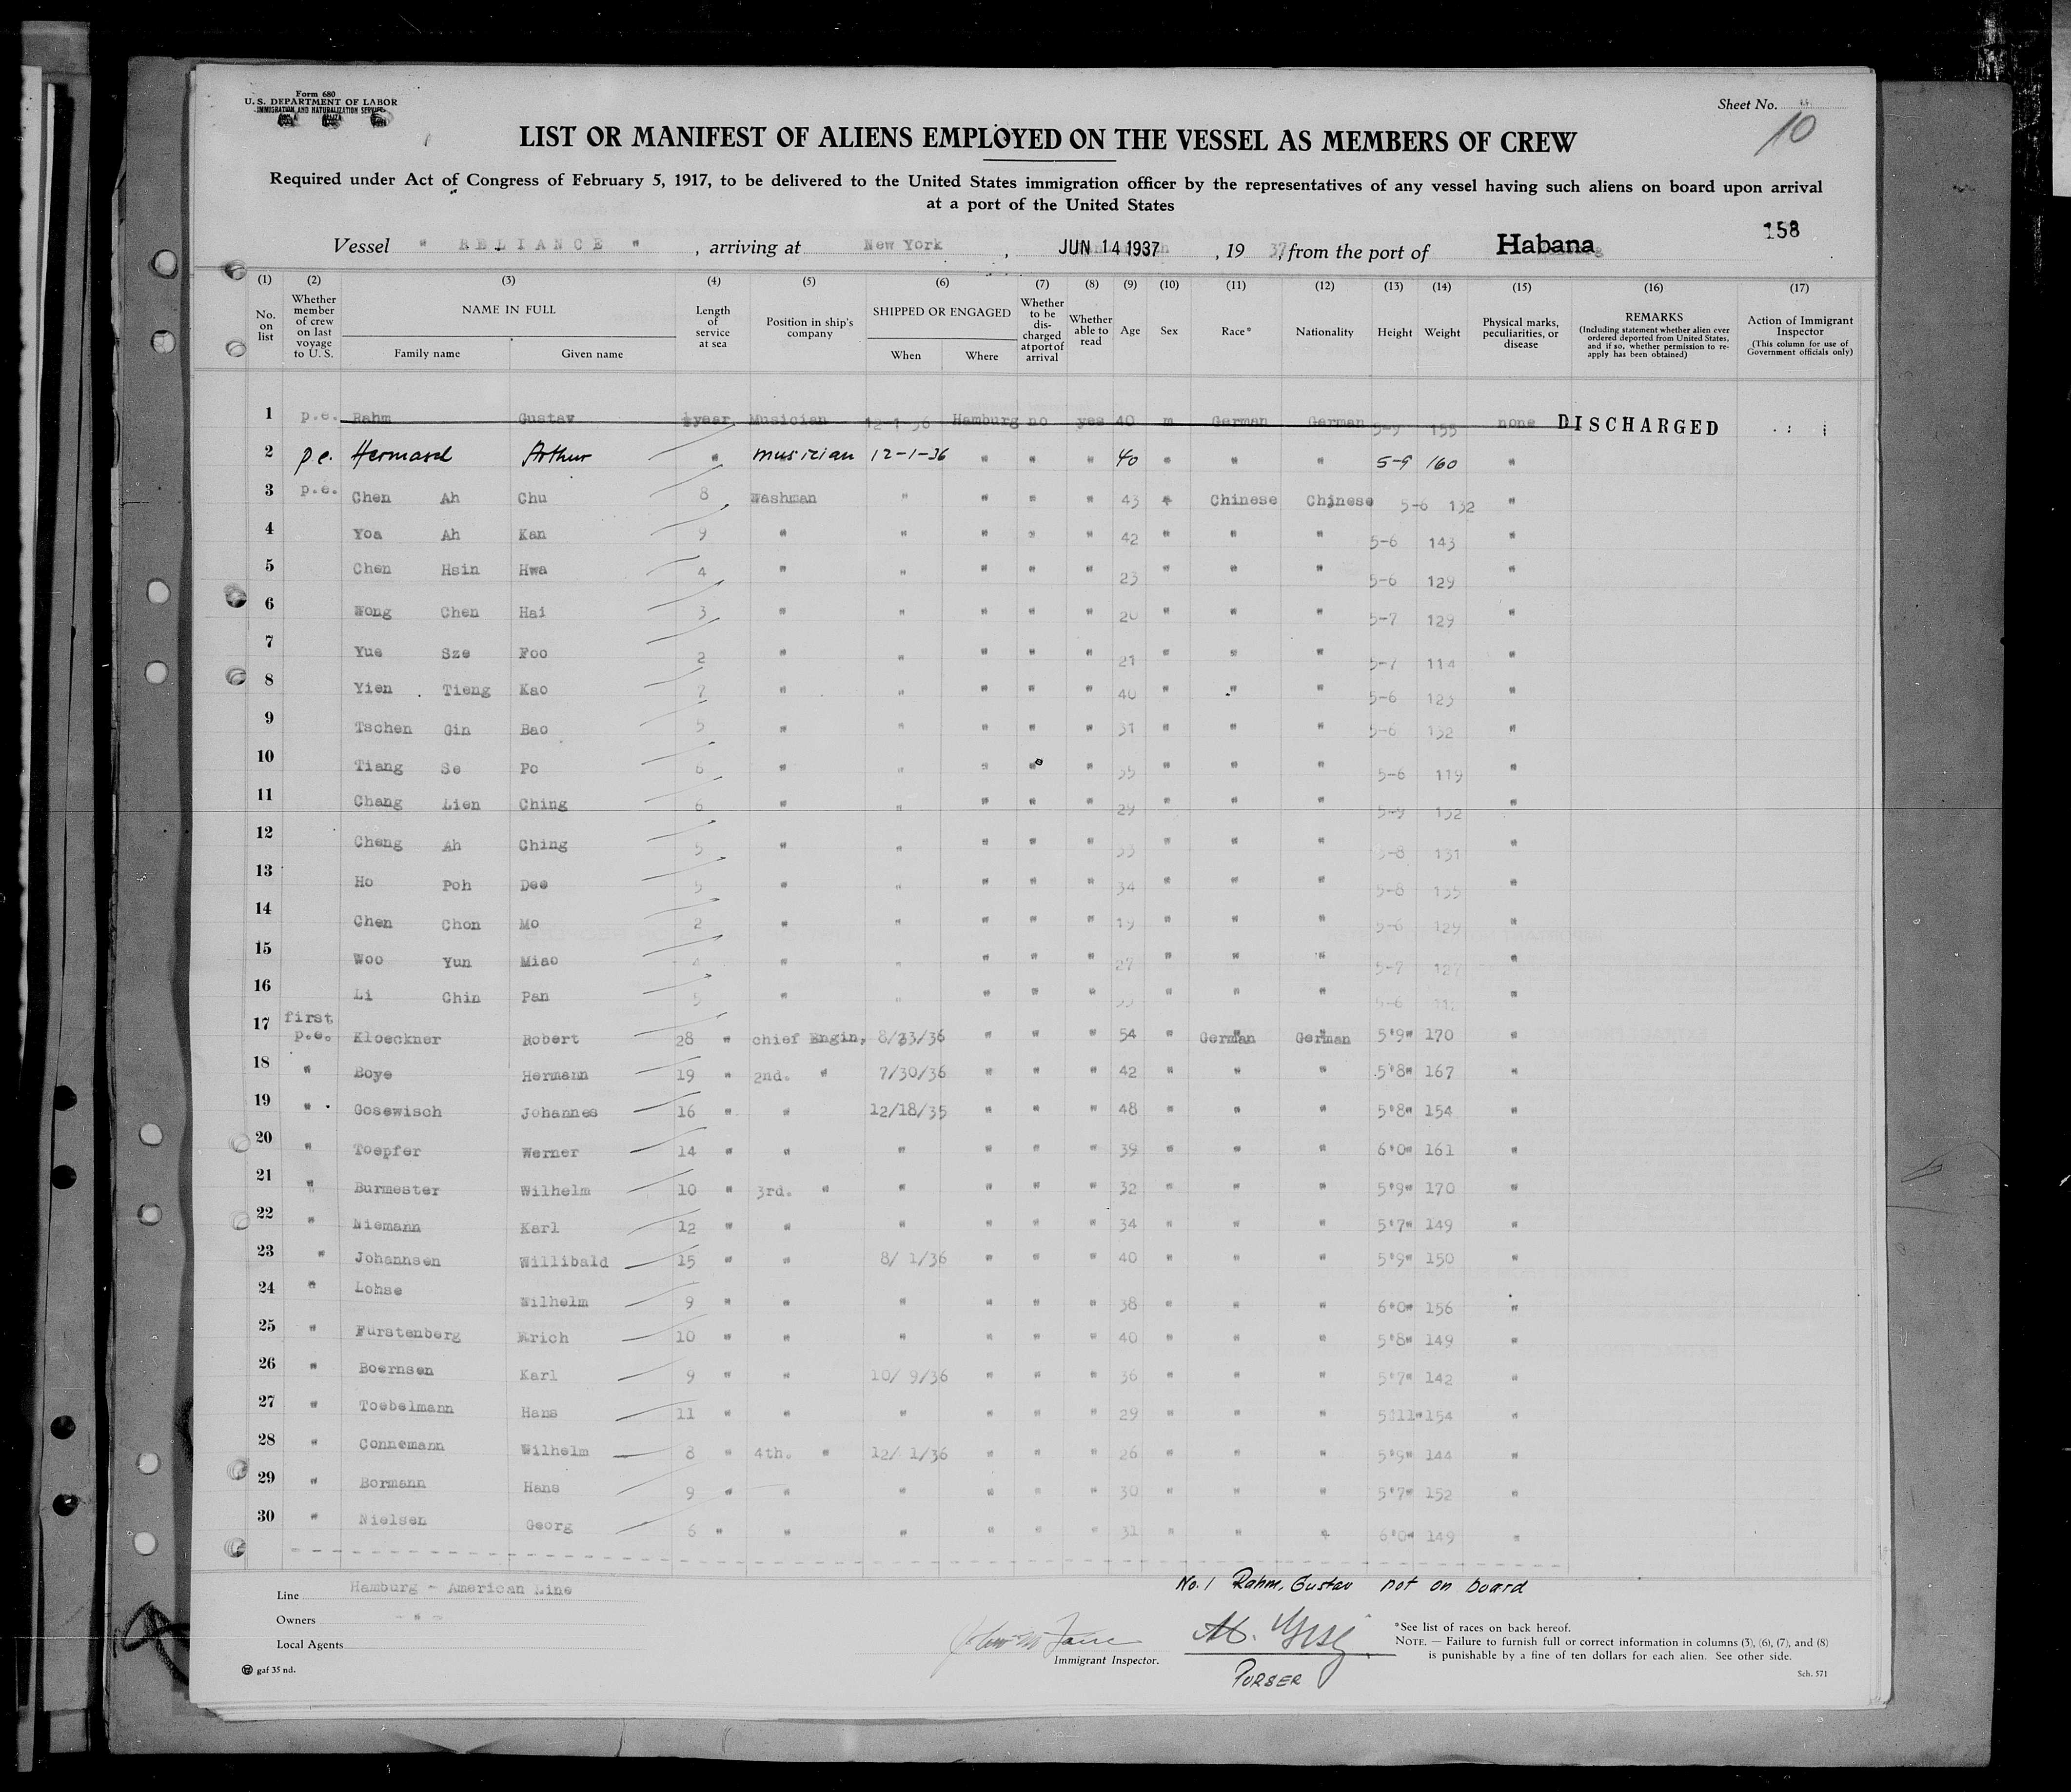 Form 680
U. S. DEPARTMENT OF LABOR
IMMIGRATION AND NATURALIZATION SERVICE
Sheet No.
10
LIST OR MANIFEST OF ALIENS EMPLOYED ON THE VESSEL AS MEMBERS OF CREW
Required under Act of Congress of February 5, 1917, to be delivered to the United States immigration officer by the representatives of any vessel having such aliens on board upon arrival
at a port of the United States
158
Vessel " RELIANCE " , arriving at New York , JUN 14 1937 , 19 37, from the port of Habana
(1) (2) (3) (4) (5) (6) (7) (8) (9) (10) (11) (12) (13) (14) (15) (16) (17)
No. on list
Whether member of crew on last voyage to U. S.
NAME IN FULL
Family name Given name
Length of service at sea
Position in ship's company
SHIPPED OR ENGAGED
When Where
Whether to be discharged at port of arrival
Whether able to read
Age Sex Race* Nationality Height Weight
Physical marks, peculiarities, or disease
REMARKS
(Including statement whether alien ever ordered deported from United States, and if so, whether permission to reapply has been obtained)
Action of Immigrant Inspector
(This column for use of Government officials only)
1 p.e. Rahm Gustav ½year Musician 12-1-36 Hamburg no yes 40 m German German 5-9 155 none DISCHARGED
2 p.e. Arthur " musician 12-1-36 " " " 40 " " " 5-9 160 "
3 p.e. Chen Ah Chu 8 Washman " " " " 43 " Chinese Chinese 5-6 132 "
4 Yoa Ah Kan 9 " " " " " 42 " " " 5-6 143 "
5 Chen Hsin Hwa 4 " " " " " 23 " " " 5-6 129 "
6 Wong Chen Hai 3 " " " " " 20 " " " 5-7 129 "
7 Yue Sze Foo 2 " " " " " 21 " " " 5-7 114 "
8 Yien Tieng Kao 7 " " " " " 40 " " " 5-6 123 "
9 Tschen Gin Bao 5 " " " " " 31 " " " 5-6 132 "
10 Tiang Se Po 6 " " " " " 35 " " " 5-6 119 "
11 Chang Lien Ching 6 " " " " " 29 " " " 5-9 132 "
12 Cheng Ah Ching 5 " " " " " 33 " " " 5-8 131 "
13 Ho Poh Dee 5 " " " " " 34 " " " 5-8 135 "
14 Chen Chon Mo 2 " " " " " 19 " " " 5-6 129 "
15 Woo Yun Miao 4 " " " " " 27 " " " 5-7 127 "
16 Li Chin Pan 5 " " " " " " " " "
17 first p.e. Kloeckner Robert 28 " chief Engin, 8/23/36 " " " 54 " German German 5'9" 170 "
18 " Boye Hermann 19 " 2nd. " 7/30/36 " " " 42 " " " 5'8" 167 "
19 " Gosewisch Johannes 16 " " 12/18/35 " " " 48 " " " 5'8" 154 "
20 " Toepfer Werner 14 " " " " " " 39 " " " 6'0" 161 "
21 " Burmester Wilhelm 10 " 3rd. " " " " " 32 " " " 5'9" 170 "
22 " Niemann Karl 12 " " " " " " 34 " " " 5'7" 149 "
23 " Johannsen Willibald 15 " " 8/ 1/36 " " " 40 " " " 5'9" 150 "
24 " Lohse Wilhelm 9 " " " " " " 38 " " " 6'0" 156 "
25 " Furstenberg Erich 10 " " " " " " 40 " " " 5'8" 149 "
26 " Boernsen Karl 9 " " 10/ 9/36 " " " 36 " " " 5'7" 142 "
27 " Toebelmann Hans 11 " " " " " " 29 " " " 5'11" 154 "
28 " Connemann Wilhelm 8 " 4th. " 12/ 1/36 " " " 26 " " " 5'9" 144 "
29 " Bormann Hans 9 " " " " " " 30 " " " 5'7" 152 "
30 " Nielsen Georg 6 " " " " " " 31 " " " 6'0" 149 "
Line Hamburg - American Line
Owners - " -
Local Agents
gaf 35 nd.
No. 1 Rahm, Gustav not on board
Immigrant Inspector.
PURSER
*See list of races on back hereof.
NOTE. — Failure to furnish full or correct information in columns (3), (6), (7), and (8)
is punishable by a fine of ten dollars for each alien. See other side.
Sch. 571